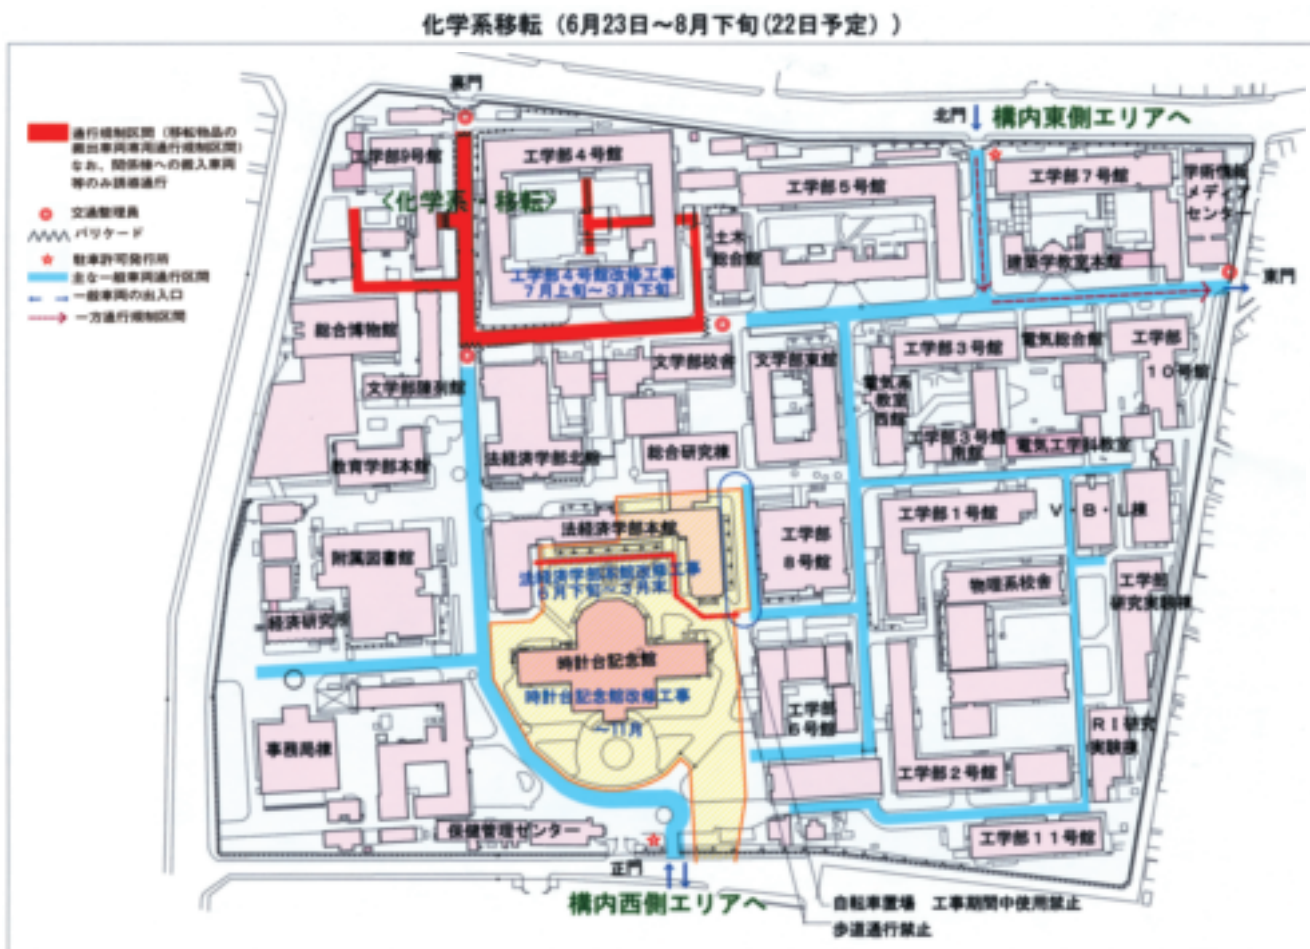 化学系移転（6月23日～8月下旬(22日予定））
通行規制区間（移転物品の
搬出車両専用通行規制区間）
なお、関係棟への搬入車両
等のみ誘導通行
交通整理員
バリケード
駐車許可発行所
主な一般車両通行区間
一般車両の出入口
一方通行規制区間
裏門
北門
構内東側エリアへ
工学部9号館
工学部4号館
工学部5号館
工学部7号館
学術情報
メディア
センター
〈化学系・移転〉
土木
総合館
建築学教室本館
工学部4号館改修工事
7月上旬～3月下旬
東門
総合博物館
文学部校舎
文学部東館
工学部3号館
電気総合館
工学部
10号館
文学部陳列館
電気系
教室
西館
工学部3号館
南館
電気工学科教室
教育学部本館
法経済学部北館
総合研究棟
法経済学部本館
工学部
8号館
工学部1号館
V・B・L棟
附属図書館
法経済学部本館改修工事
6月下旬～3月末
物理系校舎
工学部
研究実験棟
経済研究所
時計台記念館
時計台記念館改修工事
～11月
工学部
6号館
RI研究
実験棟
事務局棟
工学部2号館
保健管理センター
工学部11号館
正門
構内西側エリアへ
自転車置場　工事期間中使用禁止
歩道通行禁止